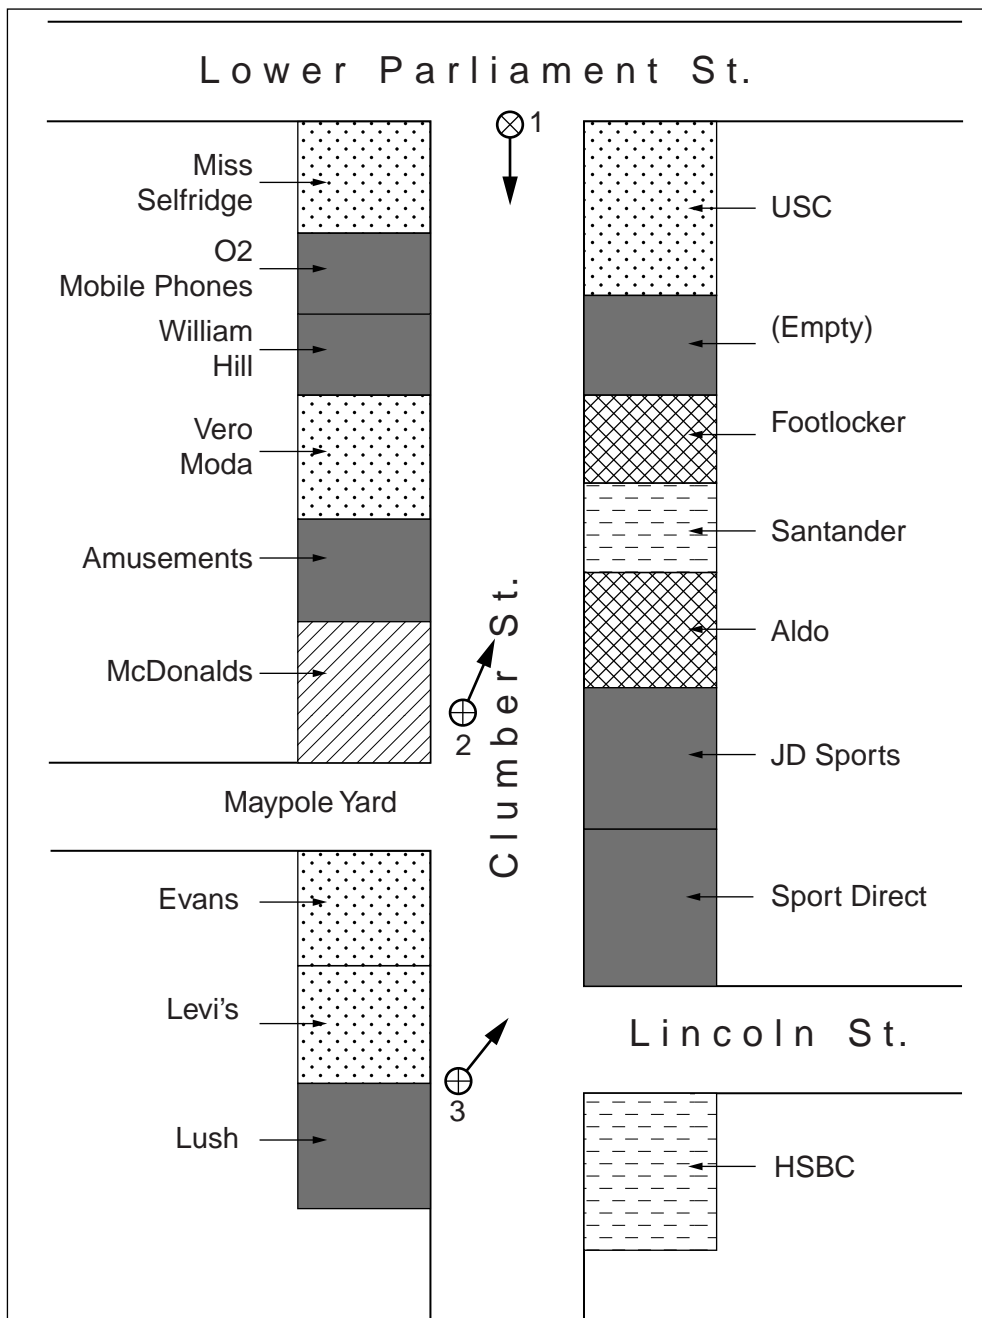 Lower Parliament St.
1
Miss
Selfridge
O2
Mobile Phones
William
Hill
Vero
Moda
Amusements
McDonalds
Maypole Yard
Evans
Levi's
Lush
2
3
Clumber St.
USC
(Empty)
Footlocker
Santander
Aldo
JD Sports
Sport Direct
Lincoln St.
HSBC